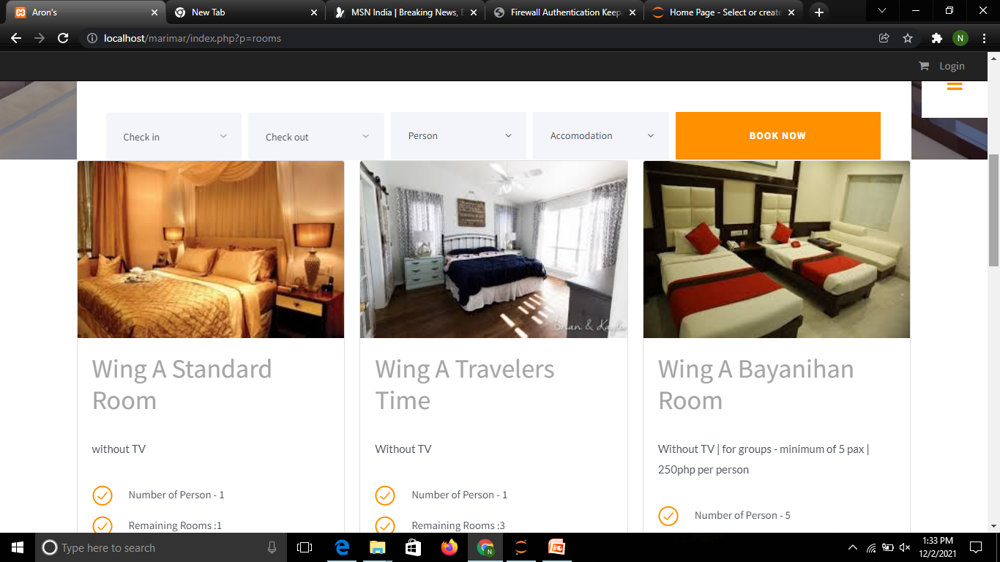 Aron's
New Tab
MSN India | Breaking News, E
Firewall Authentication Keep
Home Page - Select or create
localhost/marimar/index.php?p=rooms
N
Login
Check in
Check out
Person
Accomodation
BOOK NOW
Brian & Kayla
Wing A Standard
Room
without TV
Number of Person - 1
Remaining Rooms :1
Wing A Travelers
Time
Without TV
Number of Person - 1
Remaining Rooms :3
Wing A Bayanihan
Room
Without TV | for groups - minimum of 5 pax |
250php per person
Number of Person - 5
Type here to search
1:33 PM
12/2/2021